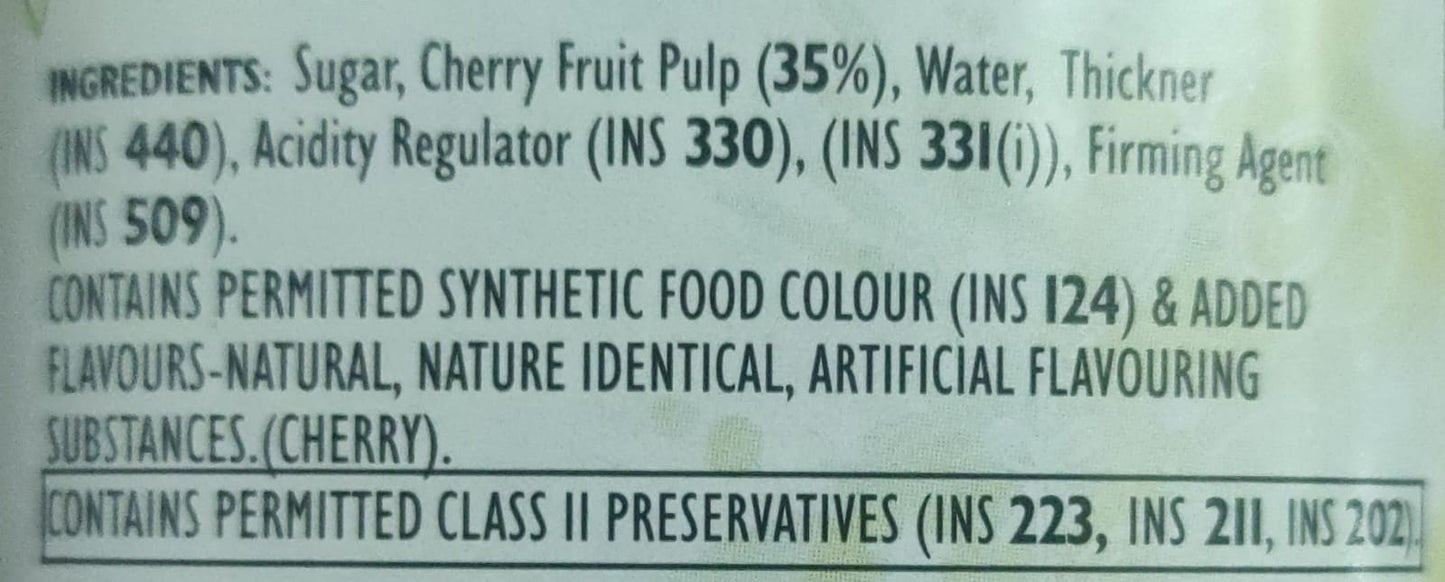 INGREDIENTS: Sugar, Cherry Fruit Pulp (35%), Water, Thickner
(INS 440), Acidity Regulator (INS 330), (INS 331(i)), Firming Agent
(INS 509).
CONTAINS PERMITTED SYNTHETIC FOOD COLOUR (INS 124) & ADDED
FLAVOURS-NATURAL, NATURE IDENTICAL, ARTIFICIAL FLAVOURING
SUBSTANCES.(CHERRY).
CONTAINS PERMITTED CLASS II PRESERVATIVES (INS 223, INS 211, INS 202).